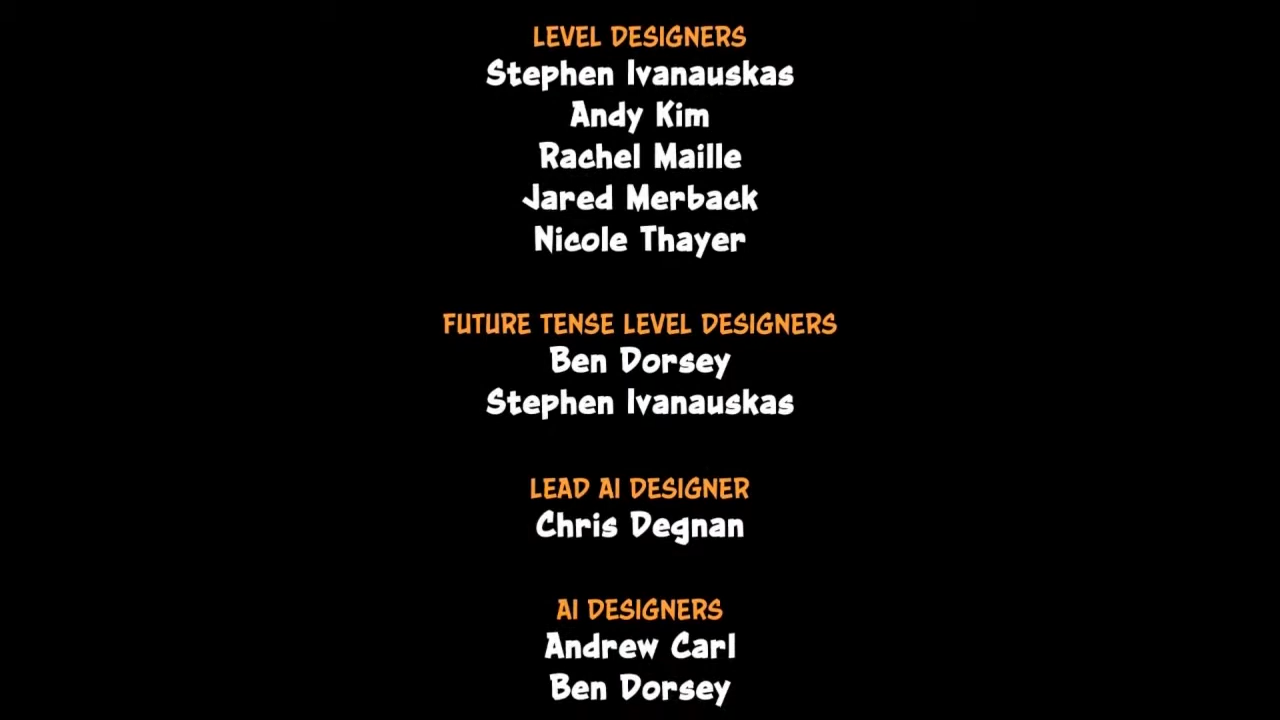 LEVEL DESIGNERS
Stephen Ivanauskas
Andy Kim
Rachel Maille
Jared Merback
Nicole Thayer
FUTURE TENSE LEVEL DESIGNERS
Ben Dorsey
Stephen Ivanauskas
LEAD AI DESIGNER
Chris Degnan
AI DESIGNERS
Andrew Carl
Ben Dorsey